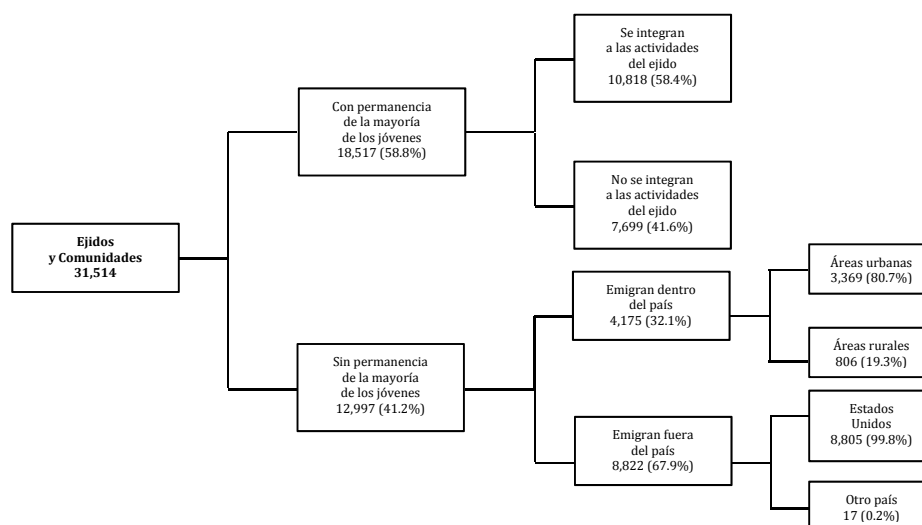 Ejidos
y Comunidades
31,514
Con permanencia
de la mayoría
de los jóvenes
18,517 (58.8%)
Se integran
a las actividades
del ejido
10,818 (58.4%)
No se integran
a las actividades
del ejido
7,699 (41.6%)
Sin permanencia
de la mayoría
de los jóvenes
12,997 (41.2%)
Emigran dentro
del país
4,175 (32.1%)
Áreas urbanas
3,369 (80.7%)
Áreas rurales
806 (19.3%)
Emigran fuera
del país
8,822 (67.9%)
Estados
Unidos
8,805 (99.8%)
Otro país
17 (0.2%)